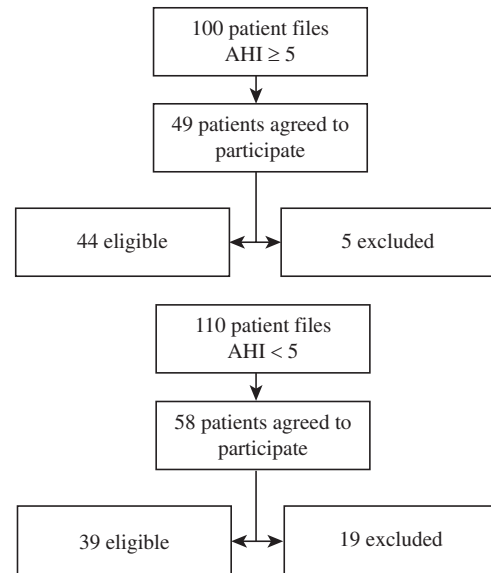 100 patient files
AHI ≥ 5
49 patients agreed to
participate
44 eligible
5 excluded
110 patient files
AHI < 5
58 patients agreed to
participate
39 eligible
19 excluded